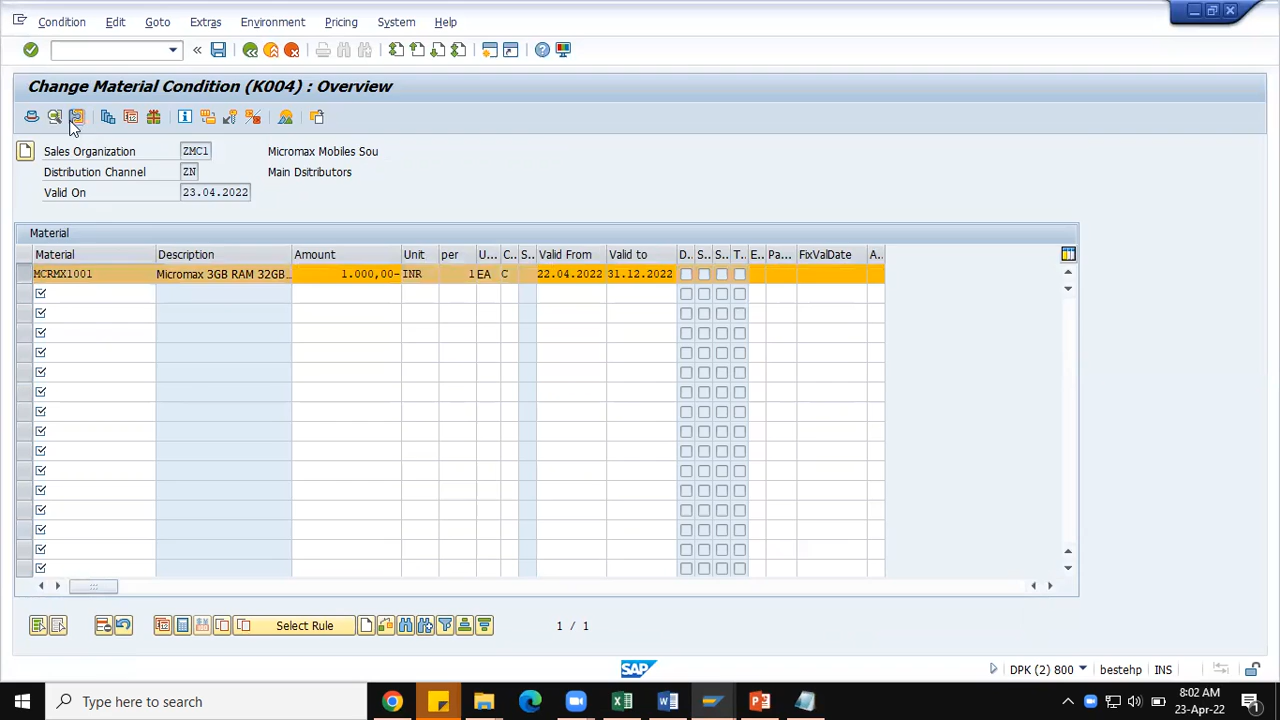 Condition Edit Goto Extras Environment Pricing System Help
Change Material Condition (K004) : Overview
Sales Organization ZMC1 Micromax Mobiles Sou
Distribution Channel ZN Main Dsitributors
Valid On 23.04.2022
Material
Material Description Amount Unit per U... C.. S.. Valid From Valid to D.. S.. S.. T.. E.. Pa... FixValDate A..
MCRMX1001 Micromax 3GB RAM 32GB... 1.000,00- INR 1 EA C 22.04.2022 31.12.2022
Select Rule 1 / 1
SAP DPK (2) 800 bestehp INS
Type here to search
8:02 AM
23-Apr-22
1